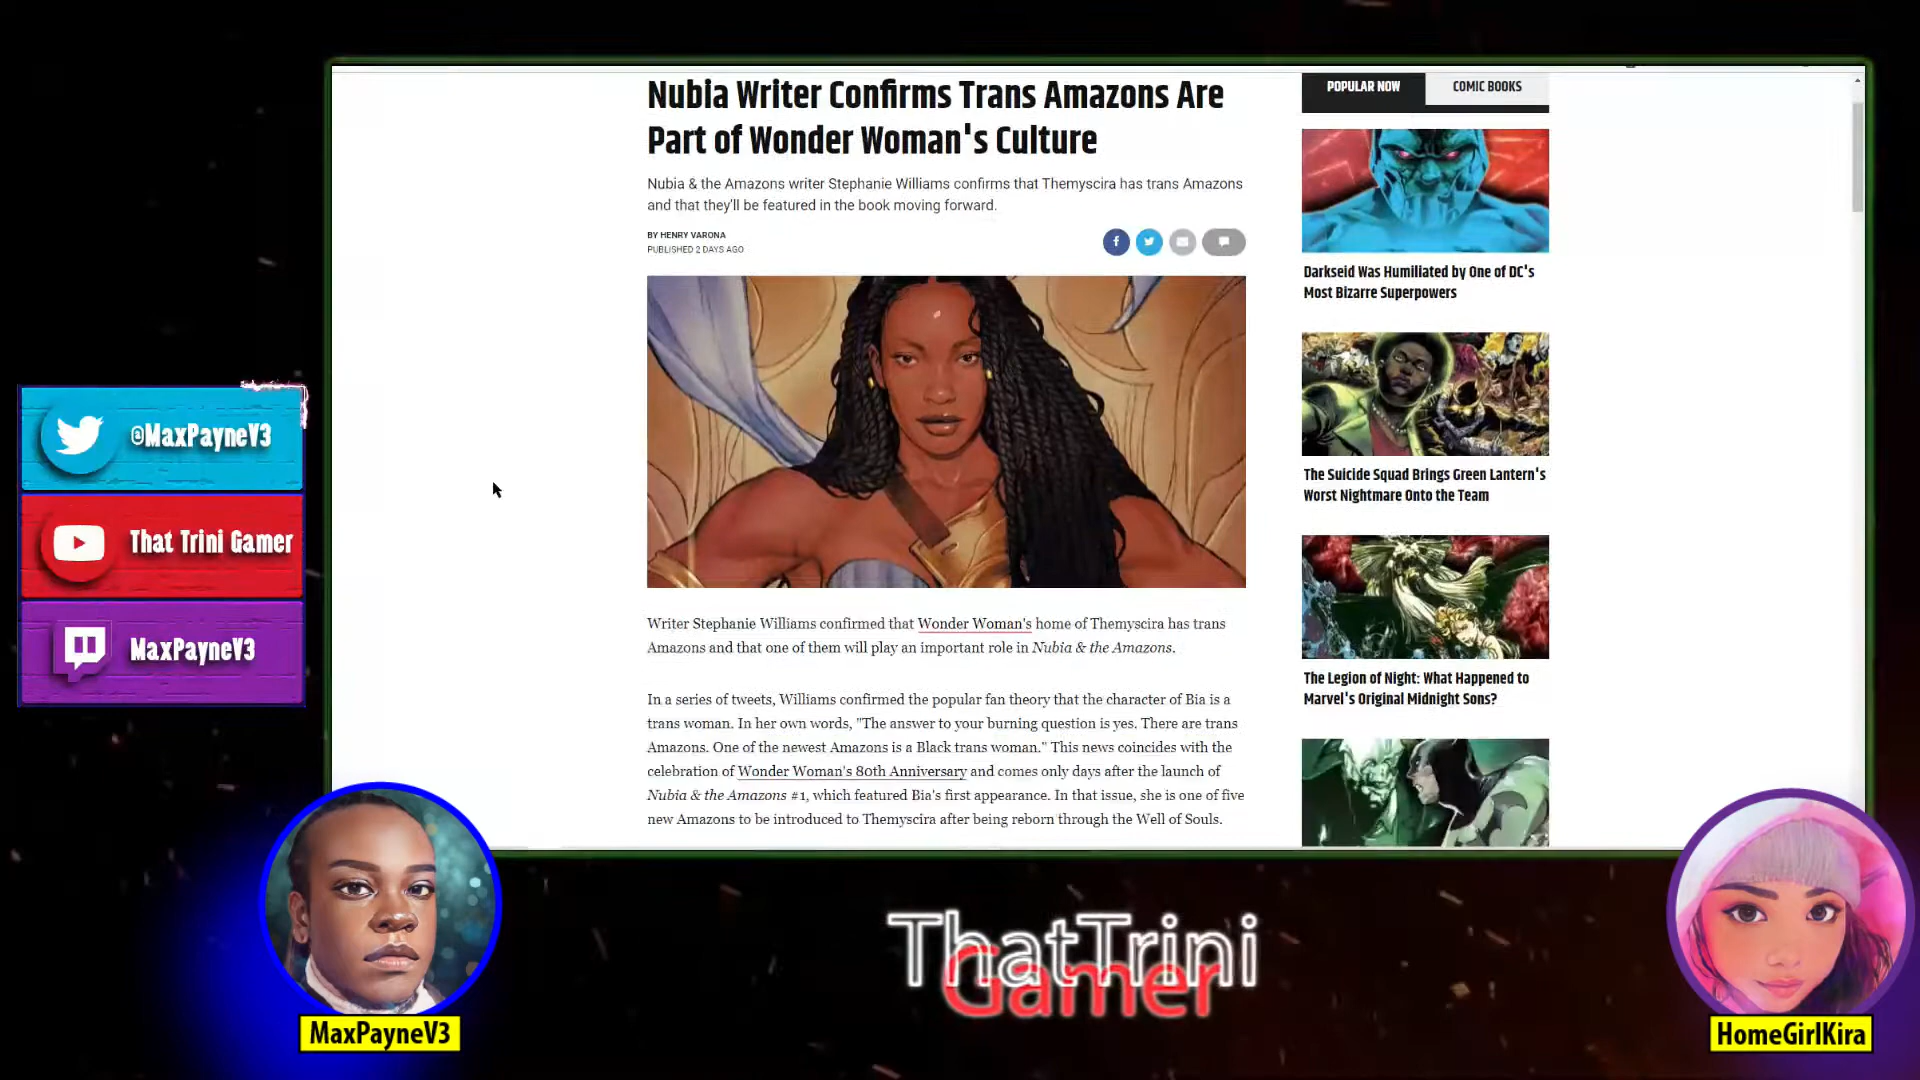 Nubia Writer Confirms Trans Amazons Are
Part of Wonder Woman's Culture
Nubia & the Amazons writer Stephanie Williams confirms that Themyscira has trans Amazons
and that they'll be featured in the book moving forward.
BY HENRY VARONA
PUBLISHED 2 DAYS AGO
Writer Stephanie Williams confirmed that Wonder Woman's home of Themyscira has trans
Amazons and that one of them will play an important role in Nubia & the Amazons.
In a series of tweets, Williams confirmed the popular fan theory that the character of Bia is a
trans woman. In her own words, "The answer to your burning question is yes. There are trans
Amazons. One of the newest Amazons is a Black trans woman." This news coincides with the
celebration of Wonder Woman's 80th Anniversary and comes only days after the launch of
Nubia & the Amazons #1, which featured Bia's first appearance. In that issue, she is one of five
new Amazons to be introduced to Themyscira after being reborn through the Well of Souls.
POPULAR NOW
COMIC BOOKS
Darkseid Was Humiliated by One of DC's
Most Bizarre Superpowers
The Suicide Squad Brings Green Lantern's
Worst Nightmare Onto the Team
The Legion of Night: What Happened to
Marvel's Original Midnight Sons?
@MaxPayneV3
That Trini Gamer
MaxPayneV3
MaxPayneV3
ThatTrini
Gamer
HomeGirlKira